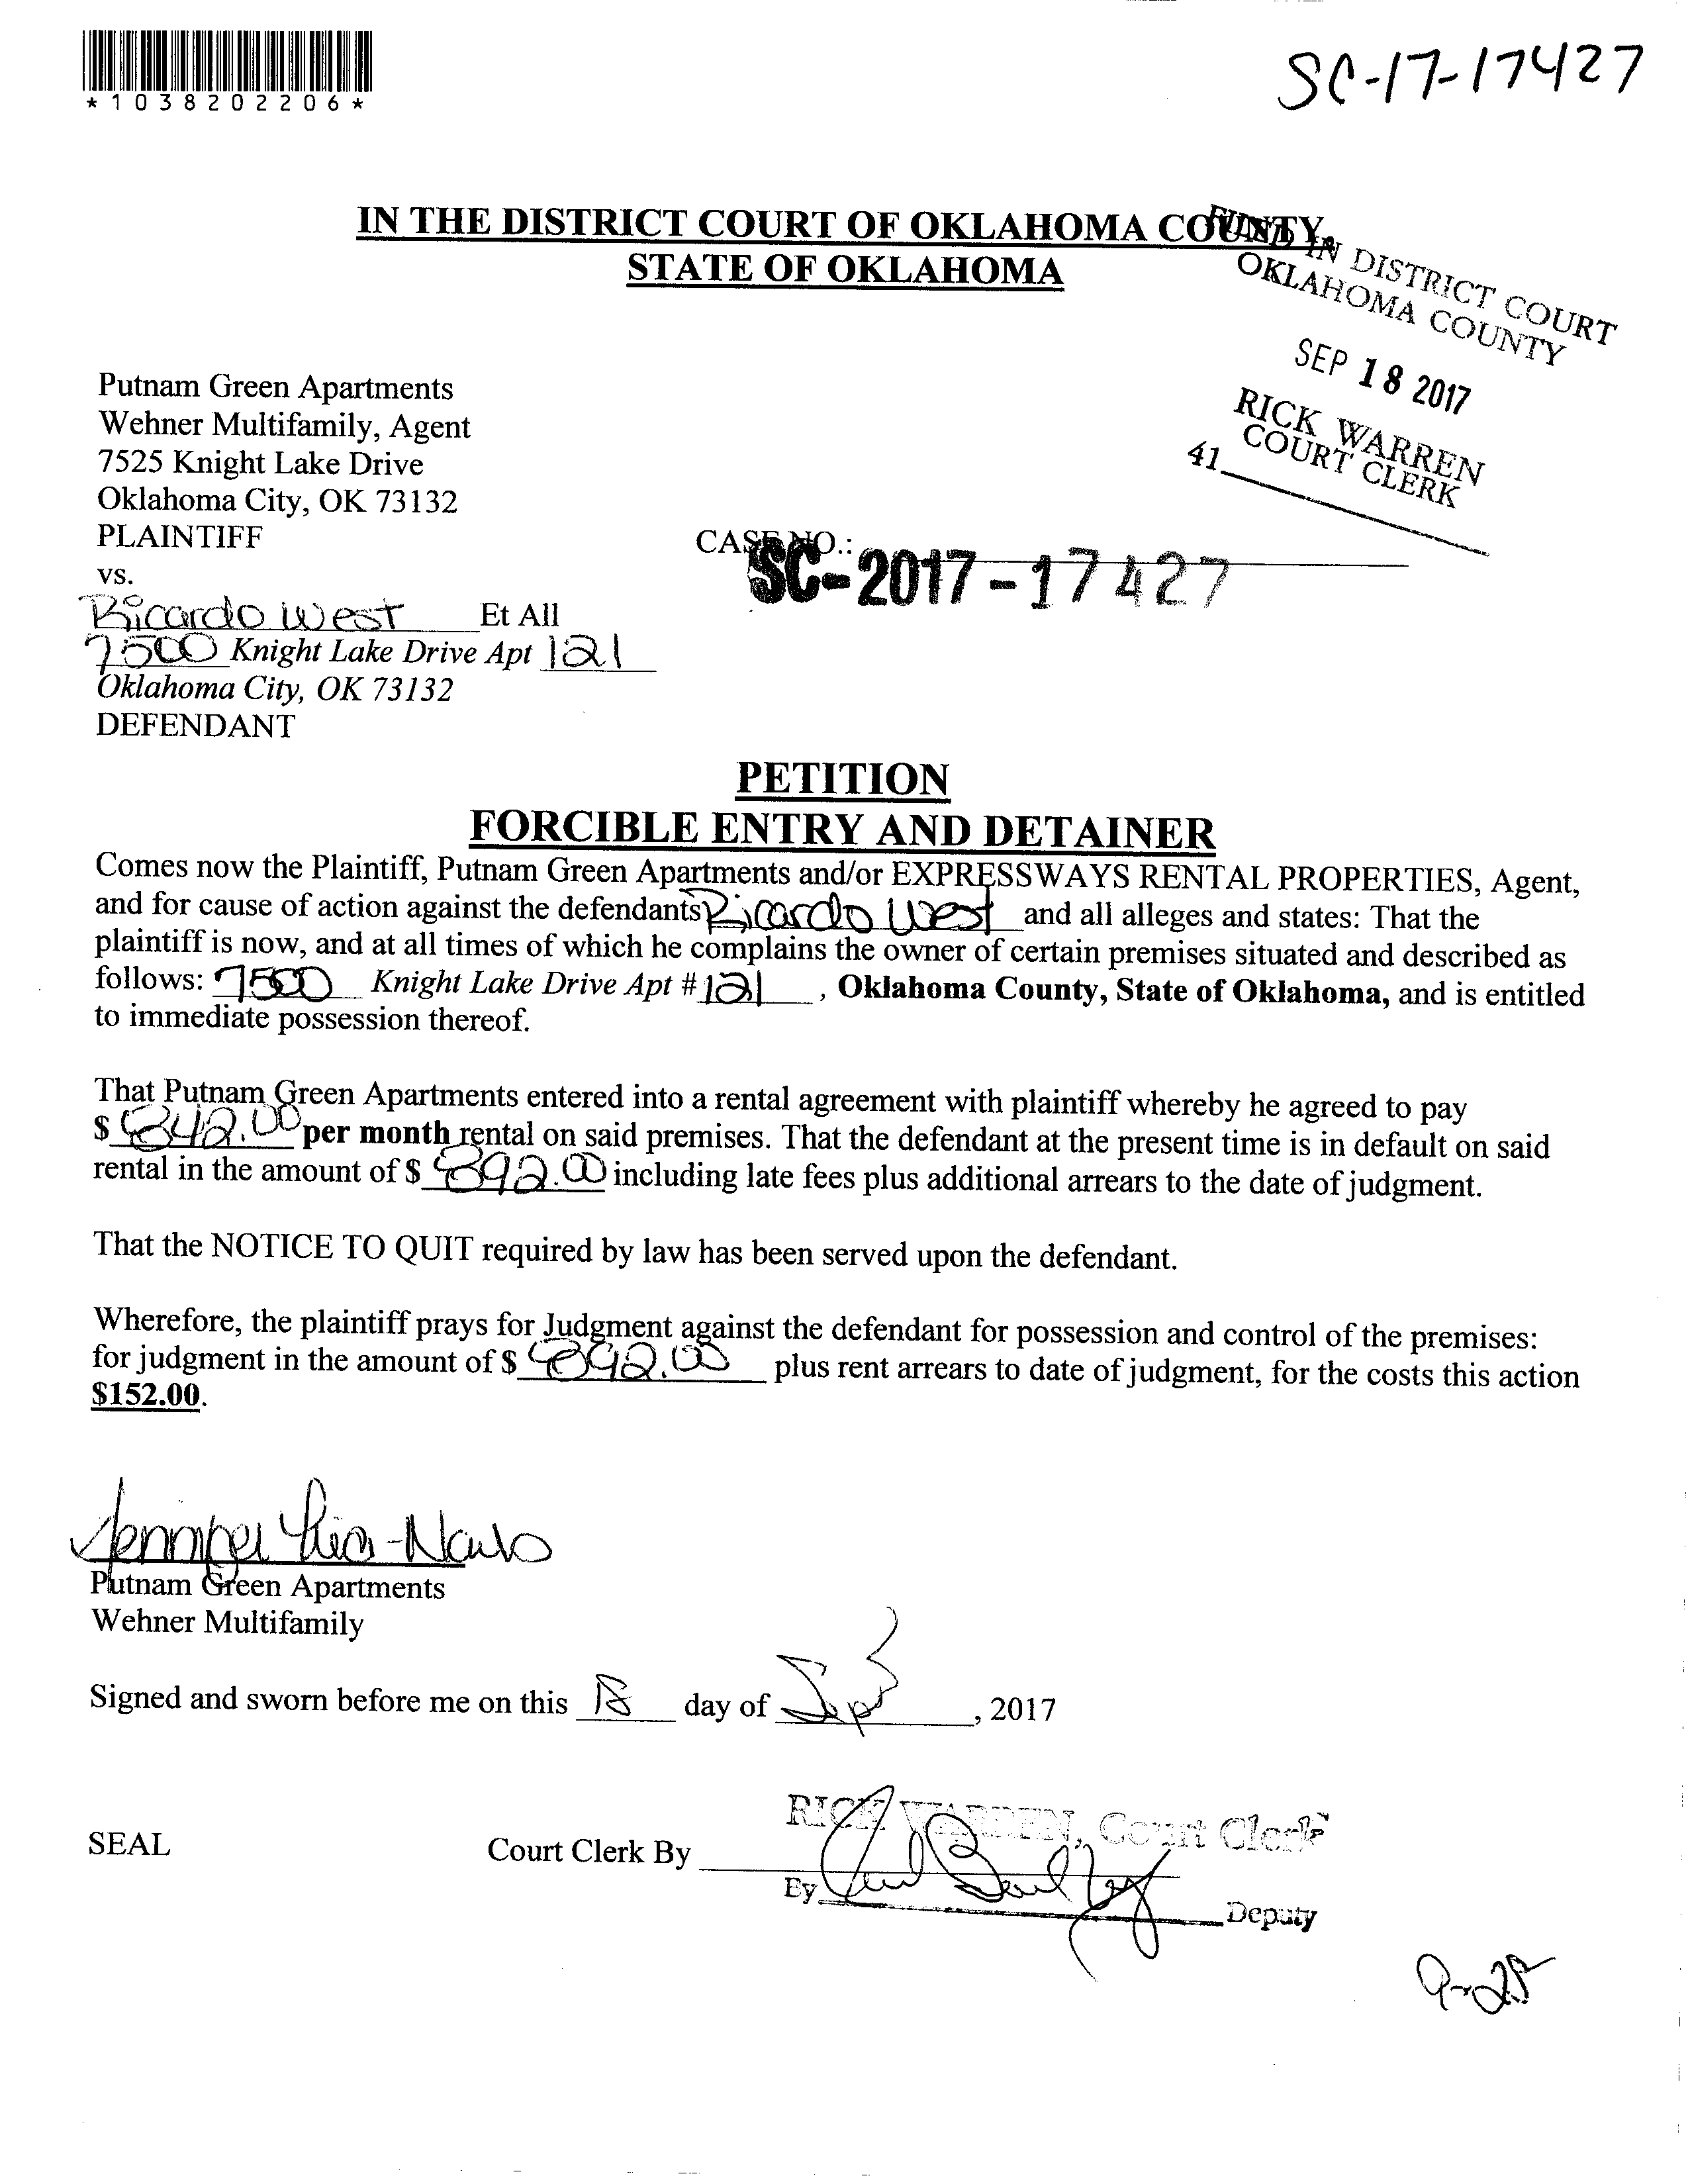 *1038202206*
SC-17-17427
IN THE DISTRICT COURT OF OKLAHOMA COUNTY,
STATE OF OKLAHOMA
FILED IN DISTRICT COURT
OKLAHOMA COUNTY
SEP 18 2017
RICK WARREN
COURT CLERK
41
Putnam Green Apartments
Wehner Multifamily, Agent
7525 Knight Lake Drive
Oklahoma City, OK 73132
PLAINTIFF
CASE NO.: SC-2017-17427
vs.
Ricardo West Et All
7500 Knight Lake Drive Apt 121
Oklahoma City, OK 73132
DEFENDANT
PETITION
FORCIBLE ENTRY AND DETAINER
Comes now the Plaintiff, Putnam Green Apartments and/or EXPRESSWAYS RENTAL PROPERTIES, Agent,
and for cause of action against the defendants Ricardo West and all alleges and states: That the
plaintiff is now, and at all times of which he complains the owner of certain premises situated and described as
follows: 7500 Knight Lake Drive Apt # 121, Oklahoma County, State of Oklahoma, and is entitled
to immediate possession thereof.
That Putnam Green Apartments entered into a rental agreement with plaintiff whereby he agreed to pay
$ 842.00 per month rental on said premises. That the defendant at the present time is in default on said
rental in the amount of $ 892.00 including late fees plus additional arrears to the date of judgment.
That the NOTICE TO QUIT required by law has been served upon the defendant.
Wherefore, the plaintiff prays for Judgment against the defendant for possession and control of the premises:
for judgment in the amount of $ 892.00 plus rent arrears to date of judgment, for the costs this action
$152.00.
Jennifer
Putnam Green Apartments
Wehner Multifamily
Signed and sworn before me on this 18 day of Sept, 2017
RICK WARREN, Court Clerk
SEAL Court Clerk By
By Deputy
9-25